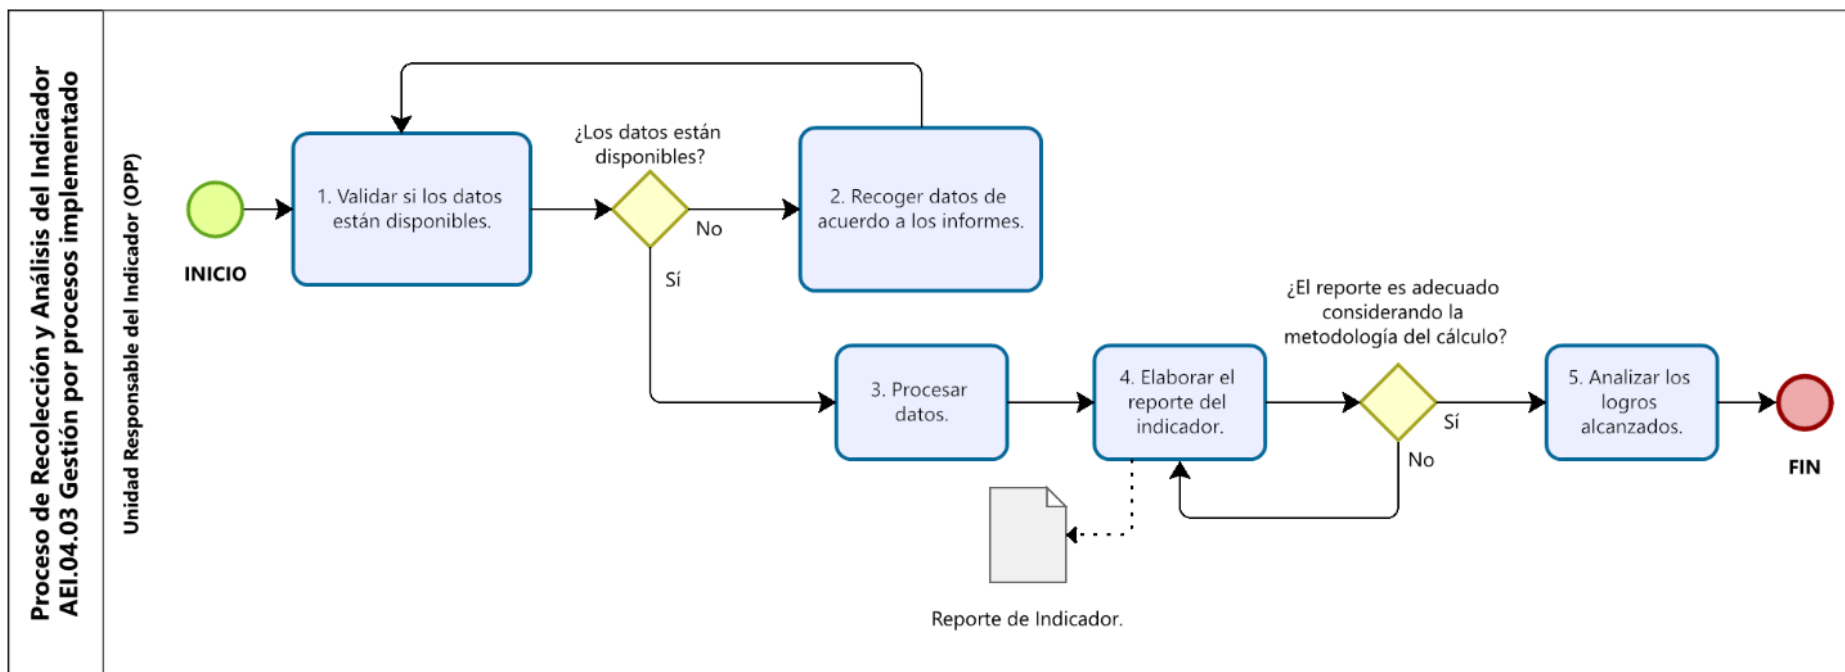 Proceso de Recolección y Análisis del Indicador
AEI.04.03 Gestión por procesos implementado
Unidad Responsable del Indicador (OPP)
INICIO
1. Validar si los datos
están disponibles.
¿Los datos están
disponibles?
No
Sí
2. Recoger datos de
acuerdo a los informes.
3. Procesar
datos.
4. Elaborar el
reporte del
indicador.
Reporte de Indicador.
¿El reporte es adecuado
considerando la
metodología del cálculo?
Sí
No
5. Analizar los
logros
alcanzados.
FIN